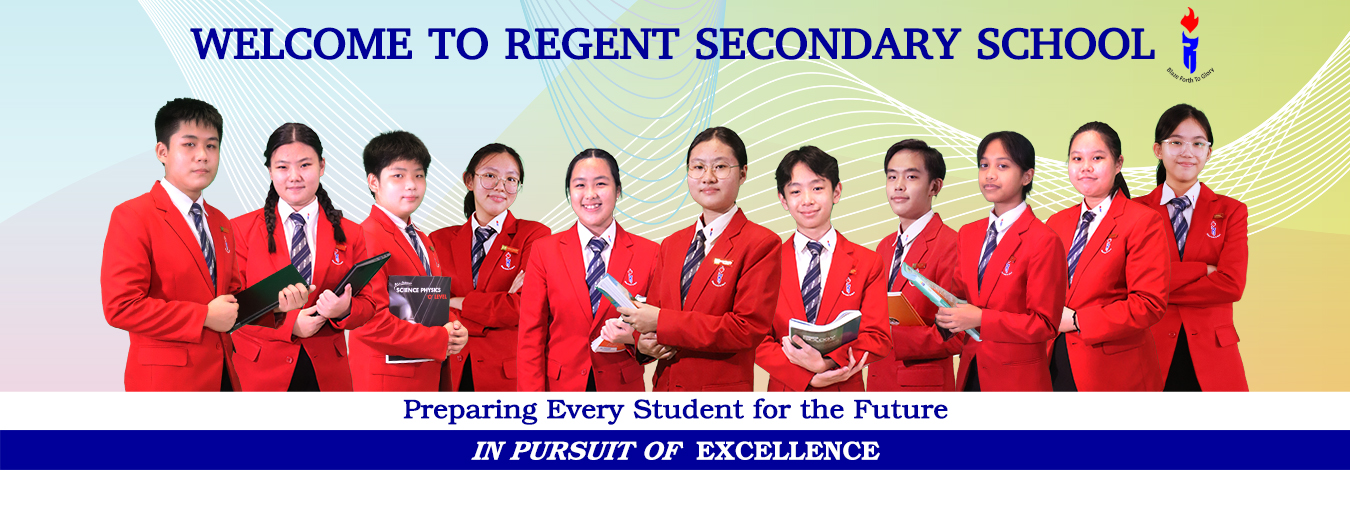 WELCOME TO REGENT SECONDARY SCHOOL
Blaze Forth To Glory
SCIENCE PHYSICS
'O' LEVEL
Preparing Every Student for the Future
IN PURSUIT OF EXCELLENCE